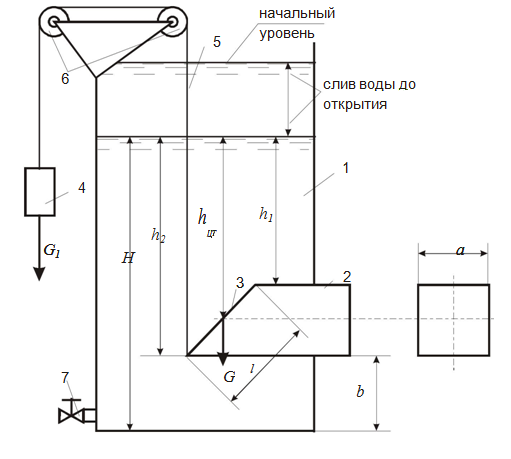 начальный
уровень
5
6
слив воды до
открытия
1
4
G1
h2
H
hцт
h1
a
3
2
G
l
b
7